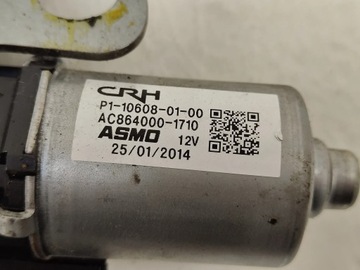 CRH
P1-10608-01-00
AC864000-1710
ASMO 12V
25/01/2014